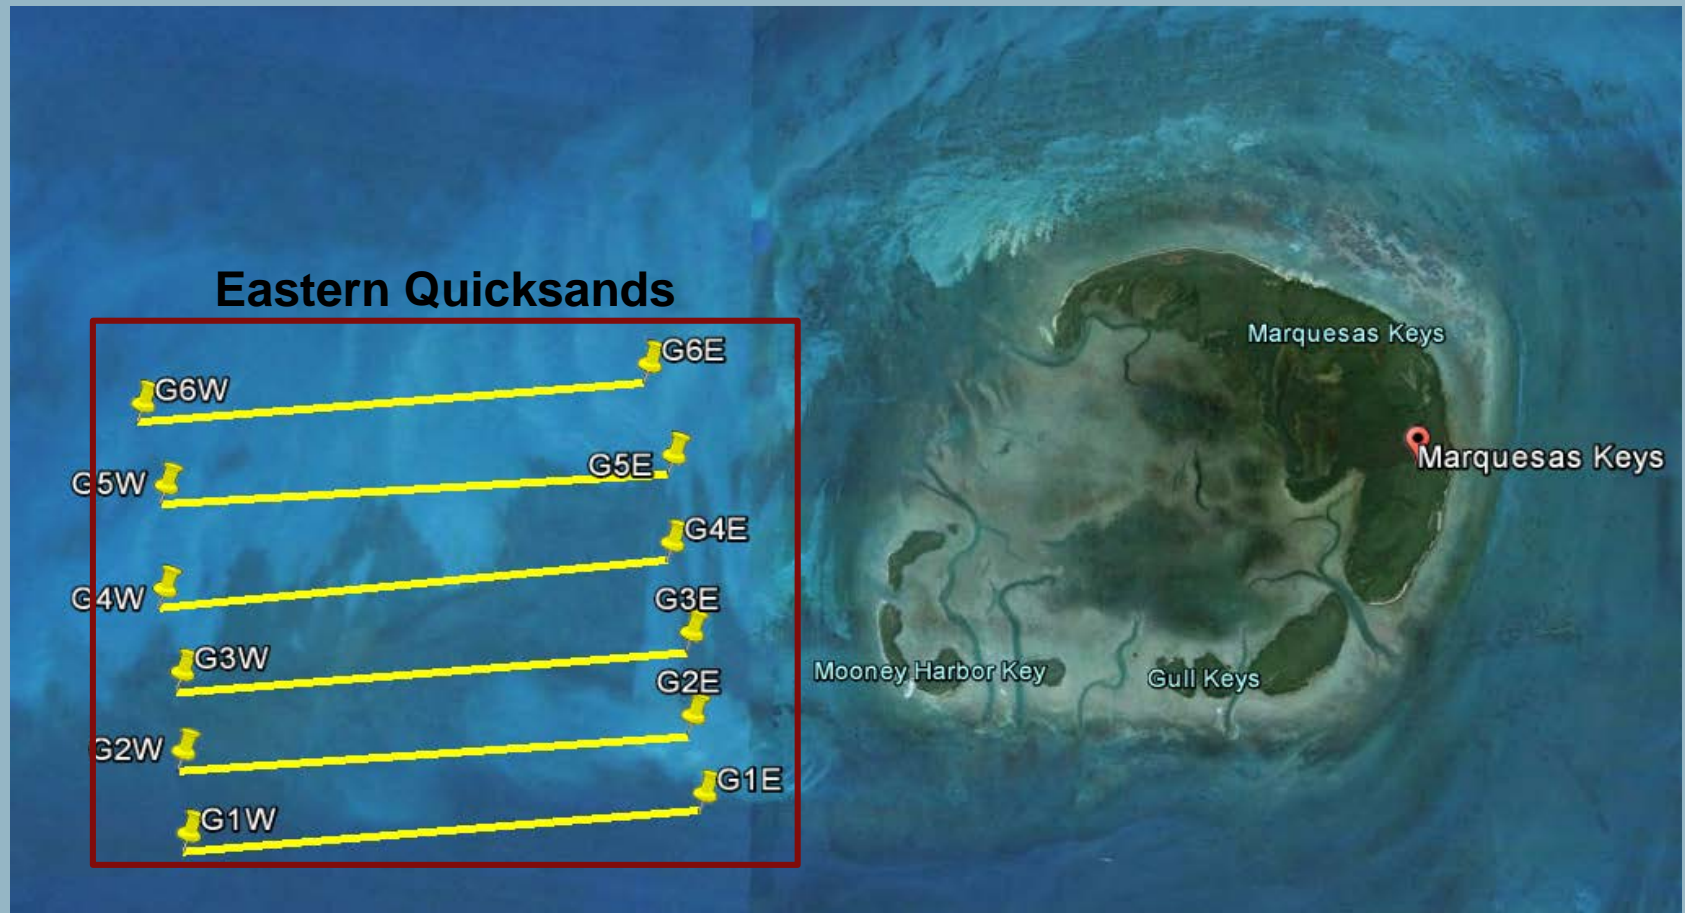 Eastern Quicksands
G6E
G6W
G5E
G5W
G4E
G4W
G3E
G3W
G2E
G2W
G1E
G1W
Marquesas Keys
Marquesas Keys
Mooney Harbor Key
Gull Keys